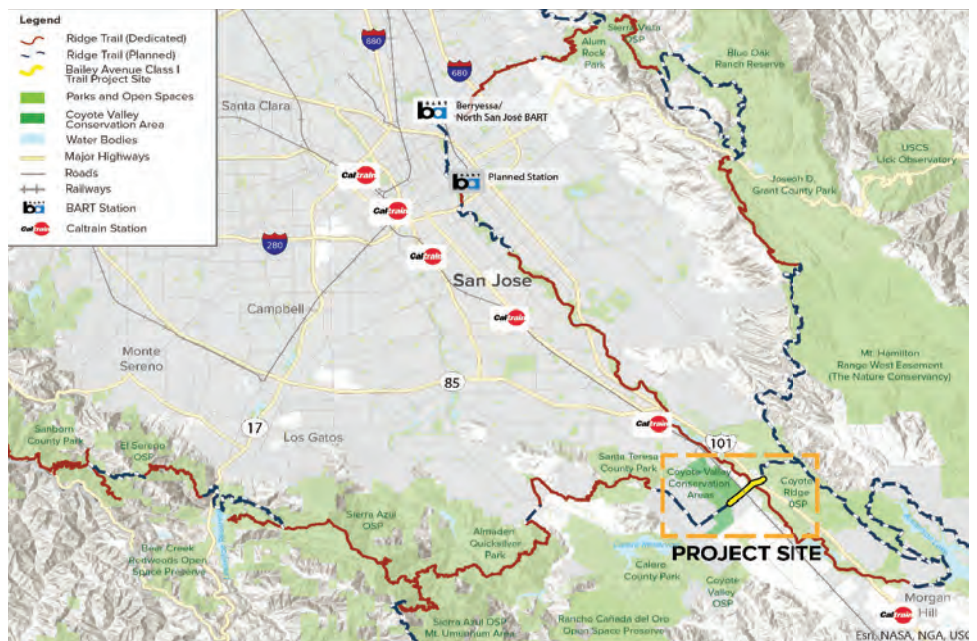 Legend
Ridge Trail (Dedicated)
Ridge Trail (Planned)
Bailey Avenue Class I
Trail Project Site
Parks and Open Spaces
Coyote Valley
Conservation Area
Water Bodies
Major Highways
Roads
Railways
BART Station
Caltrain Station
Sierra Vista
OSP
Alum
Rock
Park
Blue Oak
Ranch Reserve
880
680
Santa Clara
Berryessa/
North San José BART
USCS
Lick Observatory
Planned Station
Joseph D.
Grant County Park
Caltrain
Caltrain
280
Caltrain
San Jose
Campbell
Caltrain
Monte
Sereno
85
Mt. Hamilton
Range West Easement
(The Nature Conservancy)
Sanborn
County Park
El Sereno
OSP
17
Los Gatos
Caltrain
101
Santa Teresa
County Park
Coyote Valley
Conservation
Areas
Coyote
Ridge
OSP
Sierra Azul
OSP
Almaden
Quicksilver
Park
Bear Creek
Redwoods Open
Space Preserve
PROJECT SITE
Calero
County Park
Coyote
Valley
OSP
Morgan
Hill
Caltrain
Sierra Azul OSP
Mt. Umunhum Area
Rancho Cañada del Oro
Open Space Preserve
Esri, NASA, NGA, USG